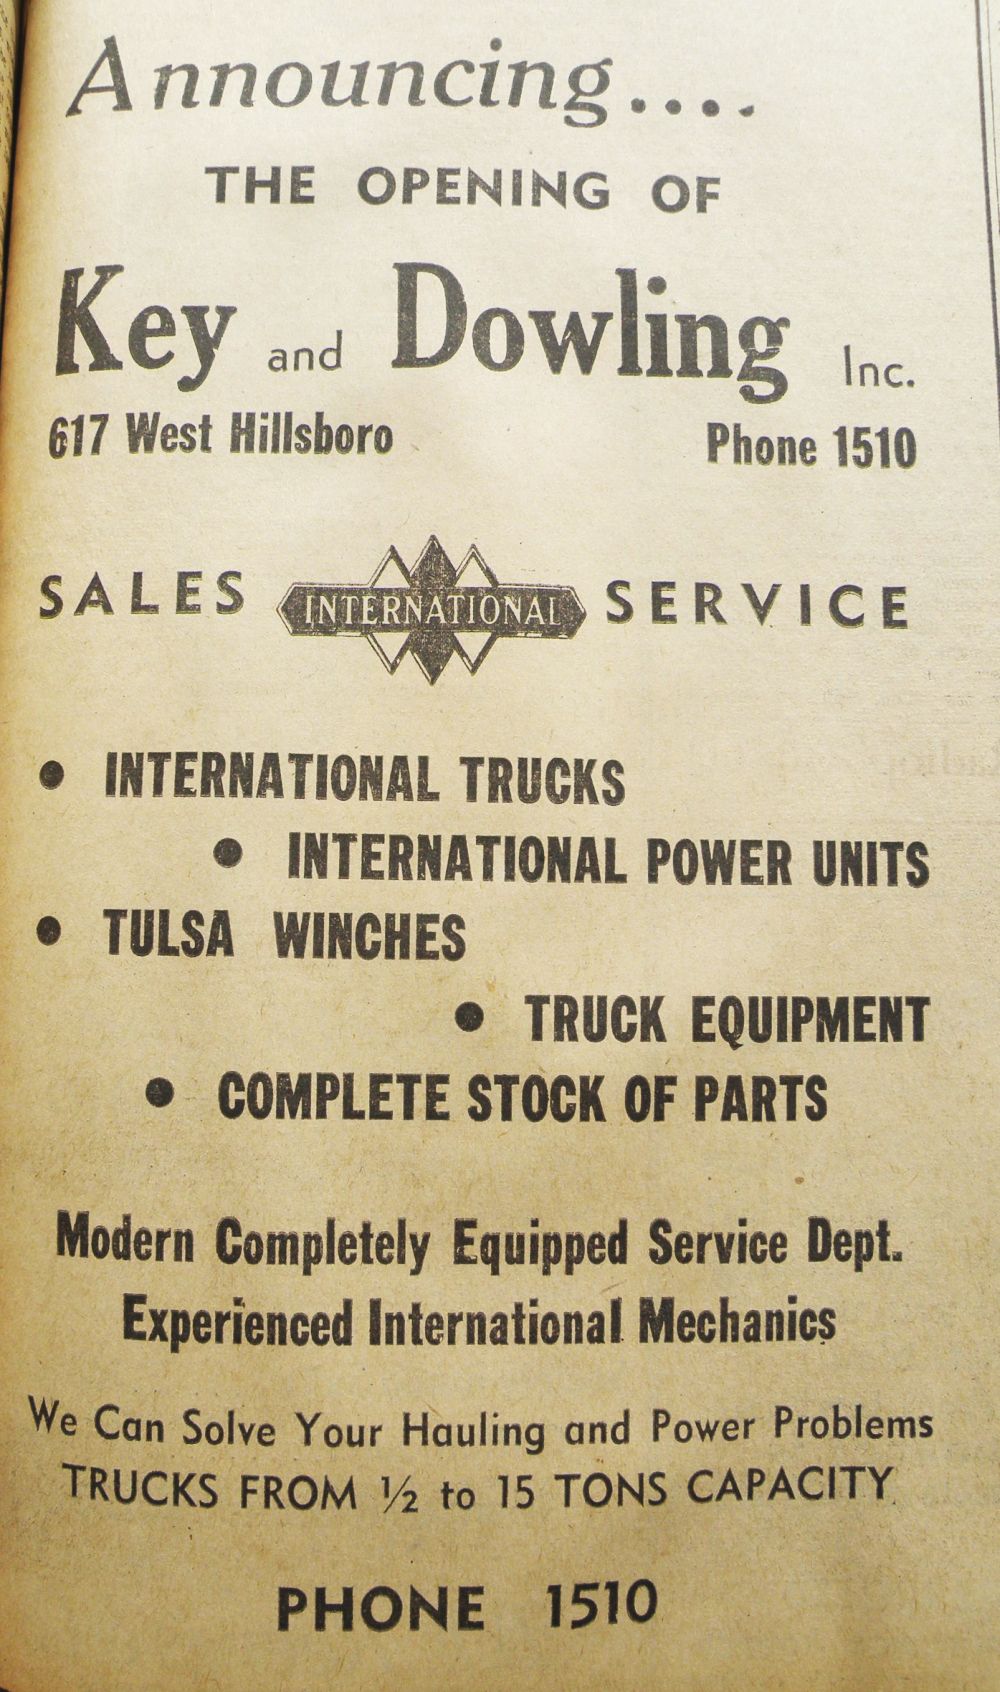 Announcing....
THE OPENING OF
Key and Dowling Inc.
617 West Hillsboro Phone 1510
SALES INTERNATIONAL SERVICE
• INTERNATIONAL TRUCKS
• INTERNATIONAL POWER UNITS
• TULSA WINCHES
• TRUCK EQUIPMENT
• COMPLETE STOCK OF PARTS
Modern Completely Equipped Service Dept.
Experienced International Mechanics
We Can Solve Your Hauling and Power Problems
TRUCKS FROM ½ to 15 TONS CAPACITY
PHONE 1510